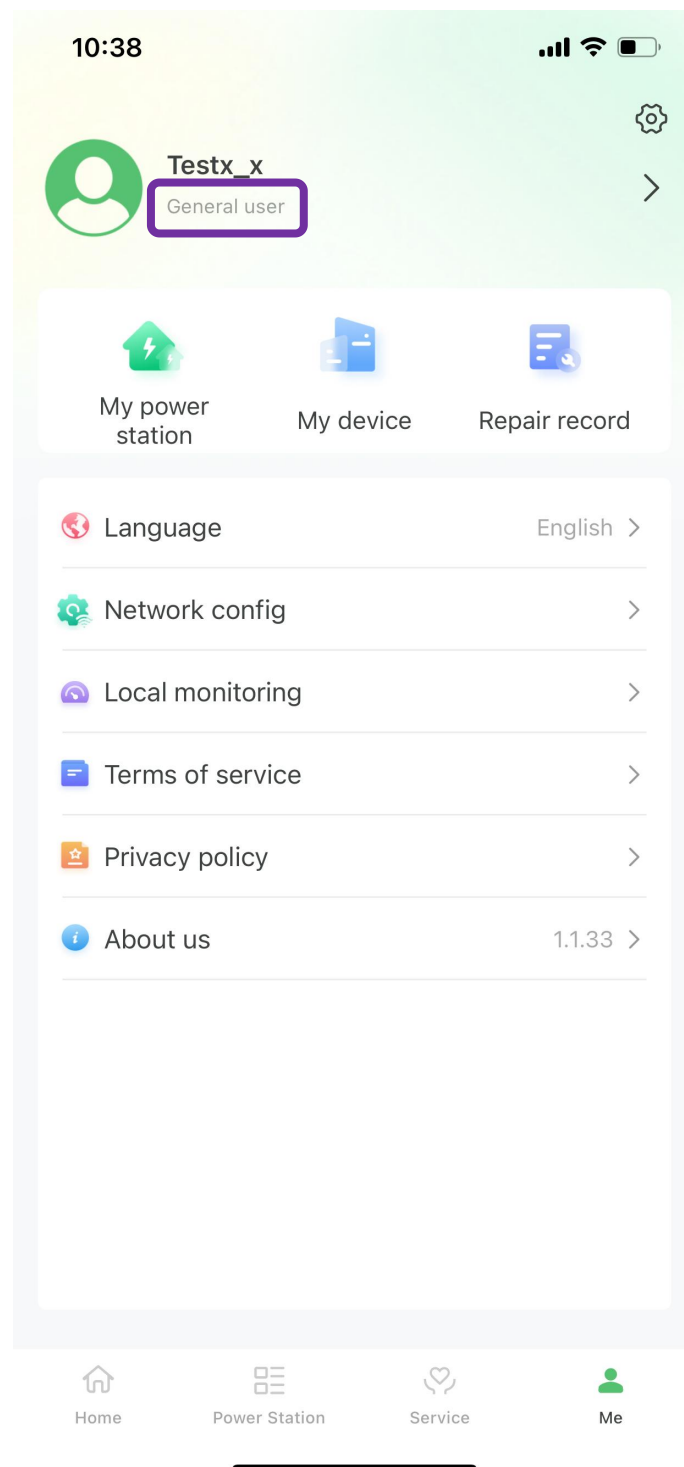 10:38
Testx_x
General user
My power
station
My device
Repair record
Language
English
Network config
Local monitoring
Terms of service
Privacy policy
About us
1.1.33
Home
Power Station
Service
Me